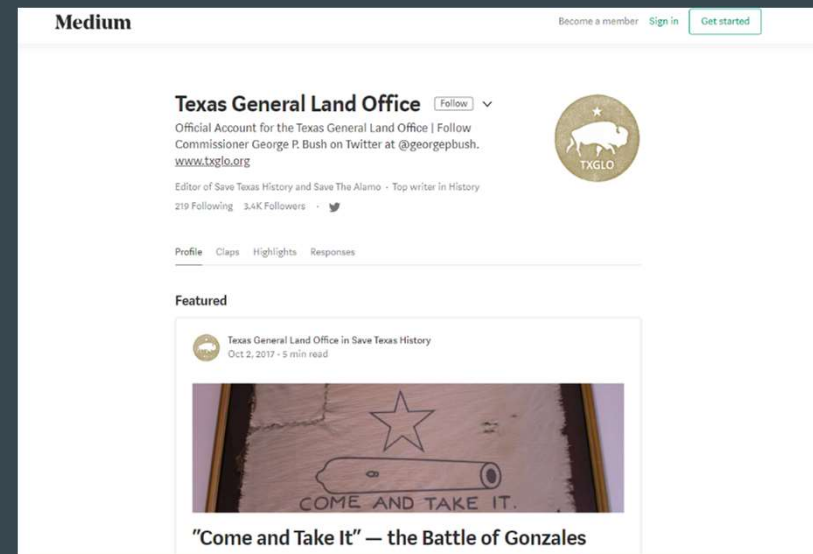 Medium
Become a member Sign in Get started
Texas General Land Office Follow
Official Account for the Texas General Land Office | Follow
Commissioner George P. Bush on Twitter at @georgepbush.
www.txglo.org
TXGLO
Editor of Save Texas History and Save The Alamo · Top writer in History
219 Following 3.4K Followers ·
Profile Claps Highlights Responses
Featured
Texas General Land Office in Save Texas History
Oct 2, 2017 · 5 min read
COME AND TAKE IT.
"Come and Take It" — the Battle of Gonzales